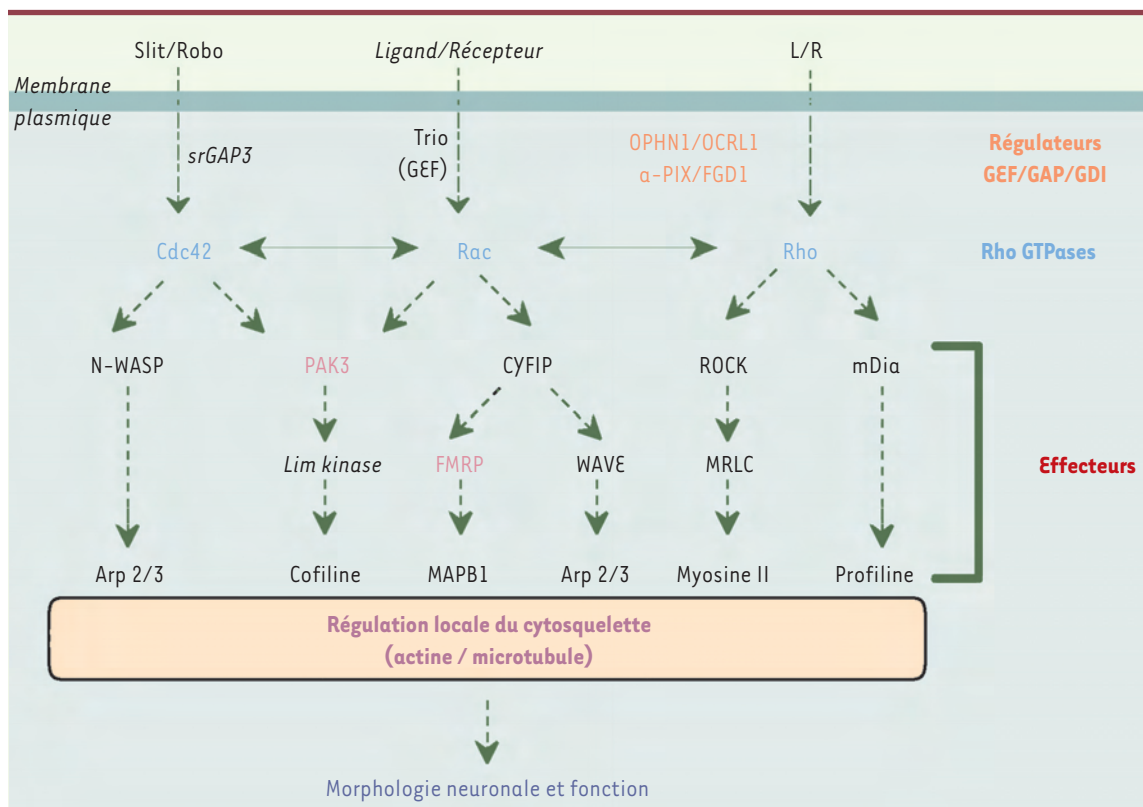 Slit/Robo
Ligand/Récepteur
L/R
Membrane
plasmique
srGAP3
Trio
(GEF)
OPHN1/OCRL1
α-PIX/FGD1
Régulateurs
GEF/GAP/GDI
Cdc42
Rac
Rho
Rho GTPases
N-WASP
PAK3
CYFIP
ROCK
mDia
Lim kinase
FMRP
WAVE
MRLC
Effecteurs
Arp 2/3
Cofiline
MAPB1
Arp 2/3
Myosine II
Profiline
Régulation locale du cytosquelette
(actine / microtubule)
Morphologie neuronale et fonction